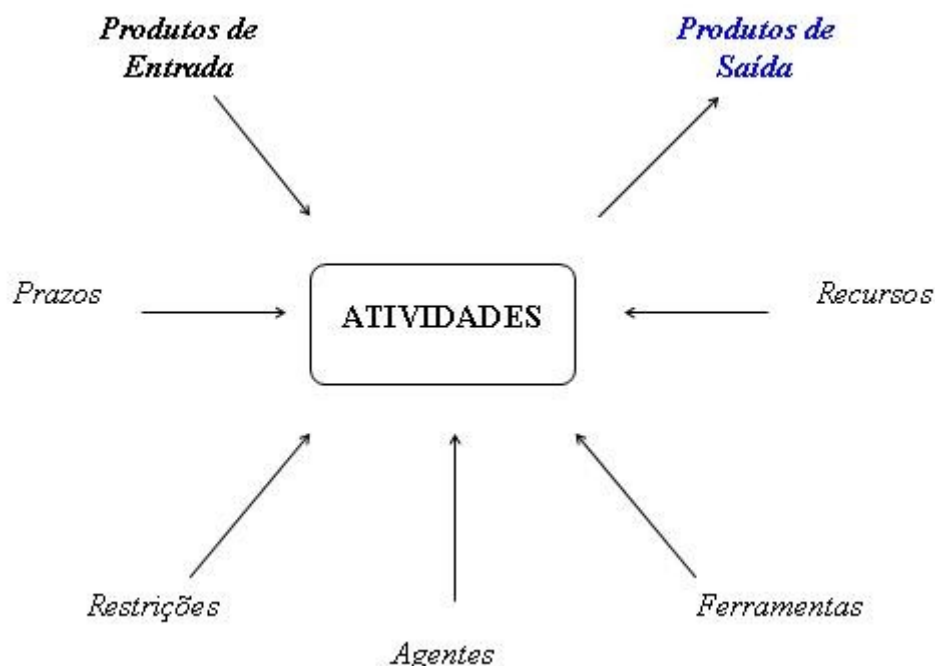 Produtos de
Entrada
Produtos de
Saída
Prazos
ATIVIDADES
Recursos
Restrições
Ferramentas
Agentes